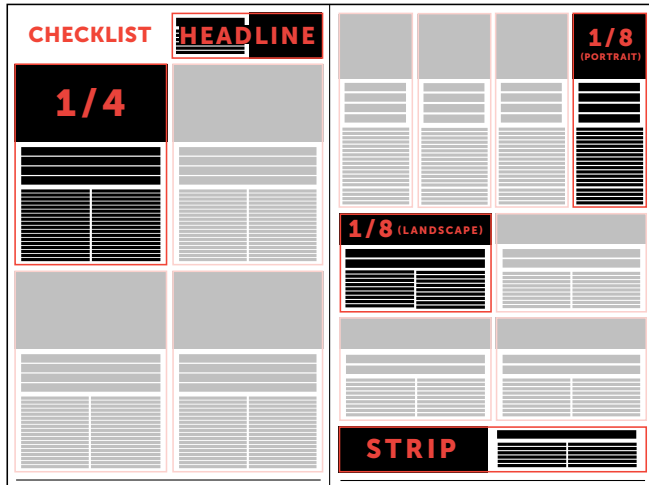 CHECKLIST
HEADLINE
1/4
1/8
(PORTRAIT)
1/8 (LANDSCAPE)
STRIP